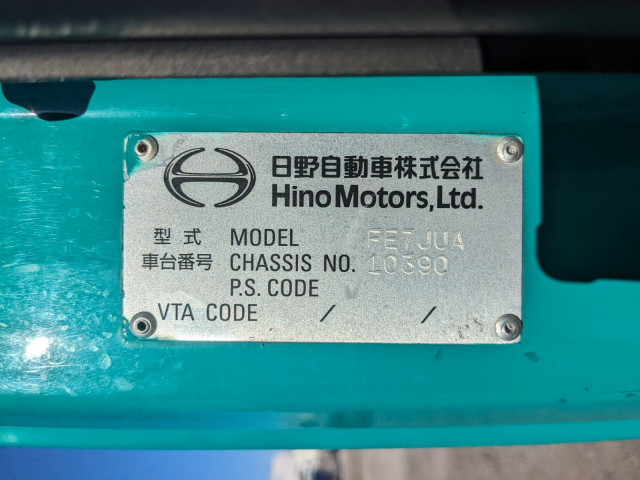 日野自動車株式会社
Hino Motors, Ltd.
型式 MODEL FE7JUA
車台番号 CHASSIS NO. 10390
P.S. CODE
VTA CODE / /